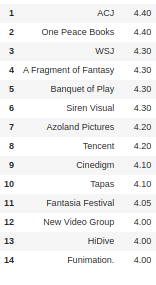 1 ACJ 4.40
2 One Peace Books 4.40
3 WSJ 4.30
4 A Fragment of Fantasy 4.30
5 Banquet of Play 4.30
6 Siren Visual 4.30
7 Azoland Pictures 4.20
8 Tencent 4.20
9 Cinedigm 4.10
10 Tapas 4.10
11 Fantasia Festival 4.05
12 New Video Group 4.00
13 HiDive 4.00
14 Funimation. 4.00